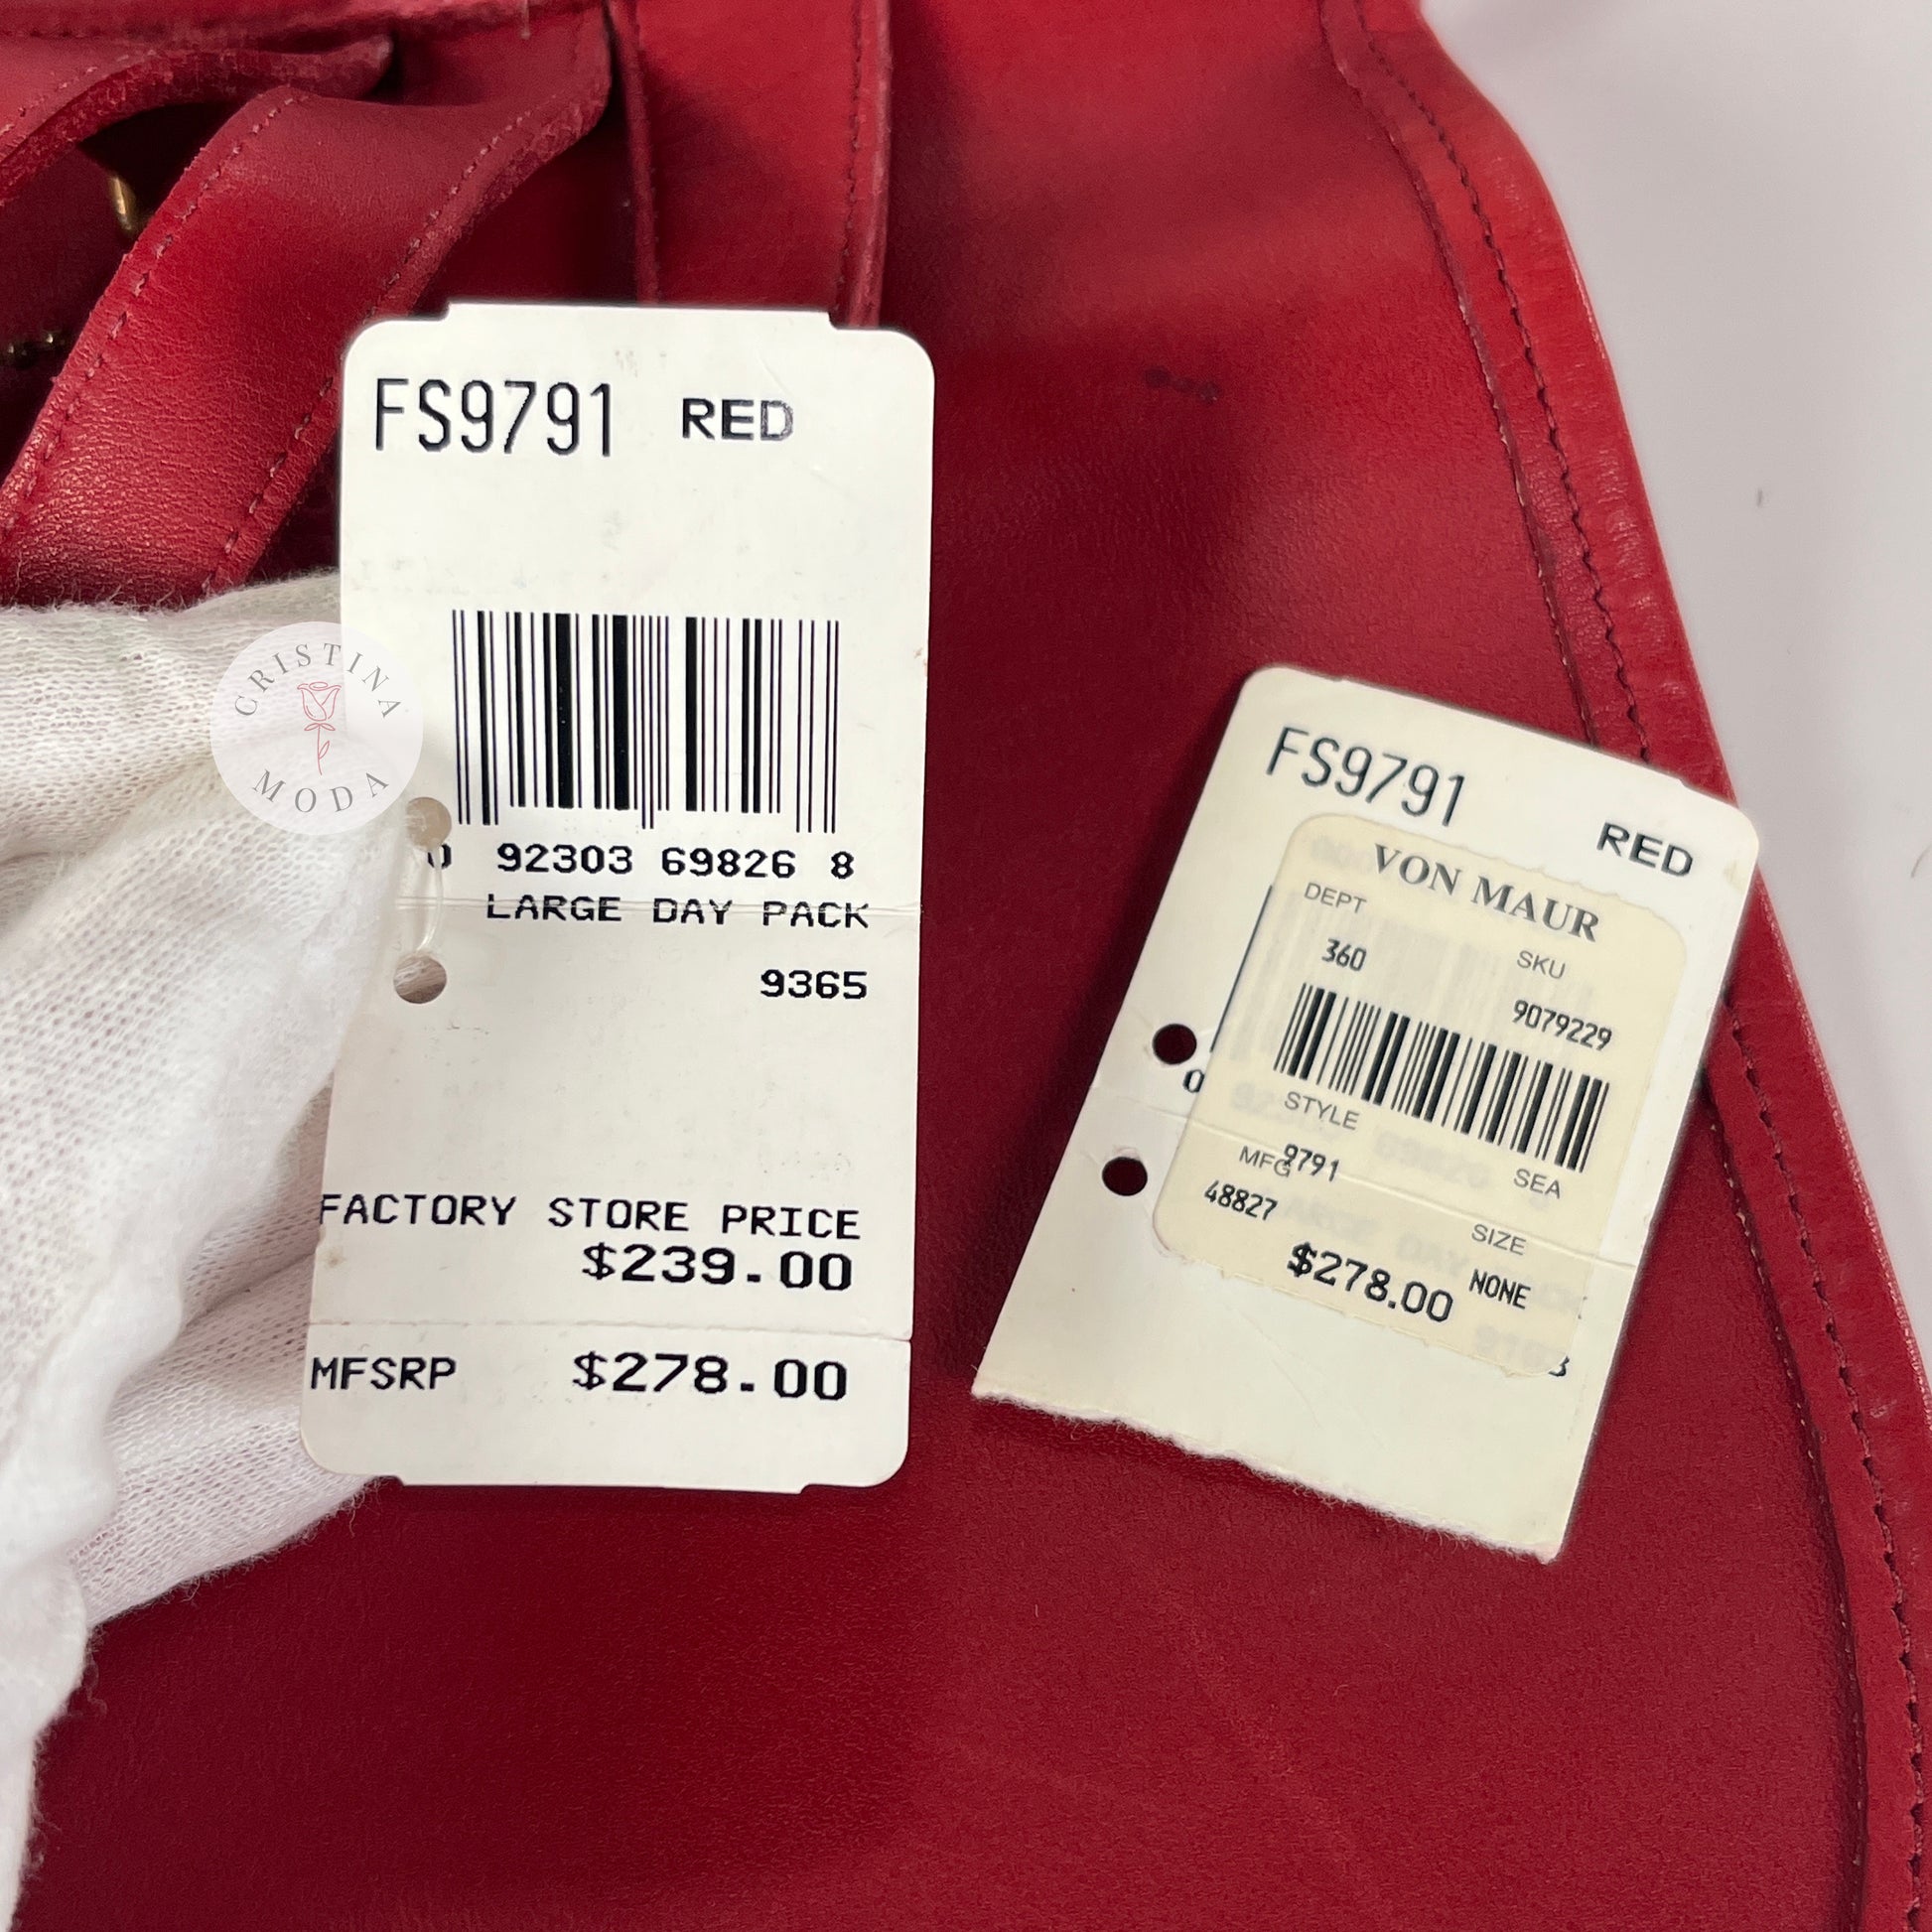 FS9791 RED
0 92303 69826 8
LARGE DAY PACK
9365
FACTORY STORE PRICE
$239.00
MFSRP $278.00
CRISTINA
MODA
FS9791
RED
VON MAUR
DEPT SKU
360 9079229
STYLE SEA
9791
MFG SIZE
48827 NONE
$278.00
0